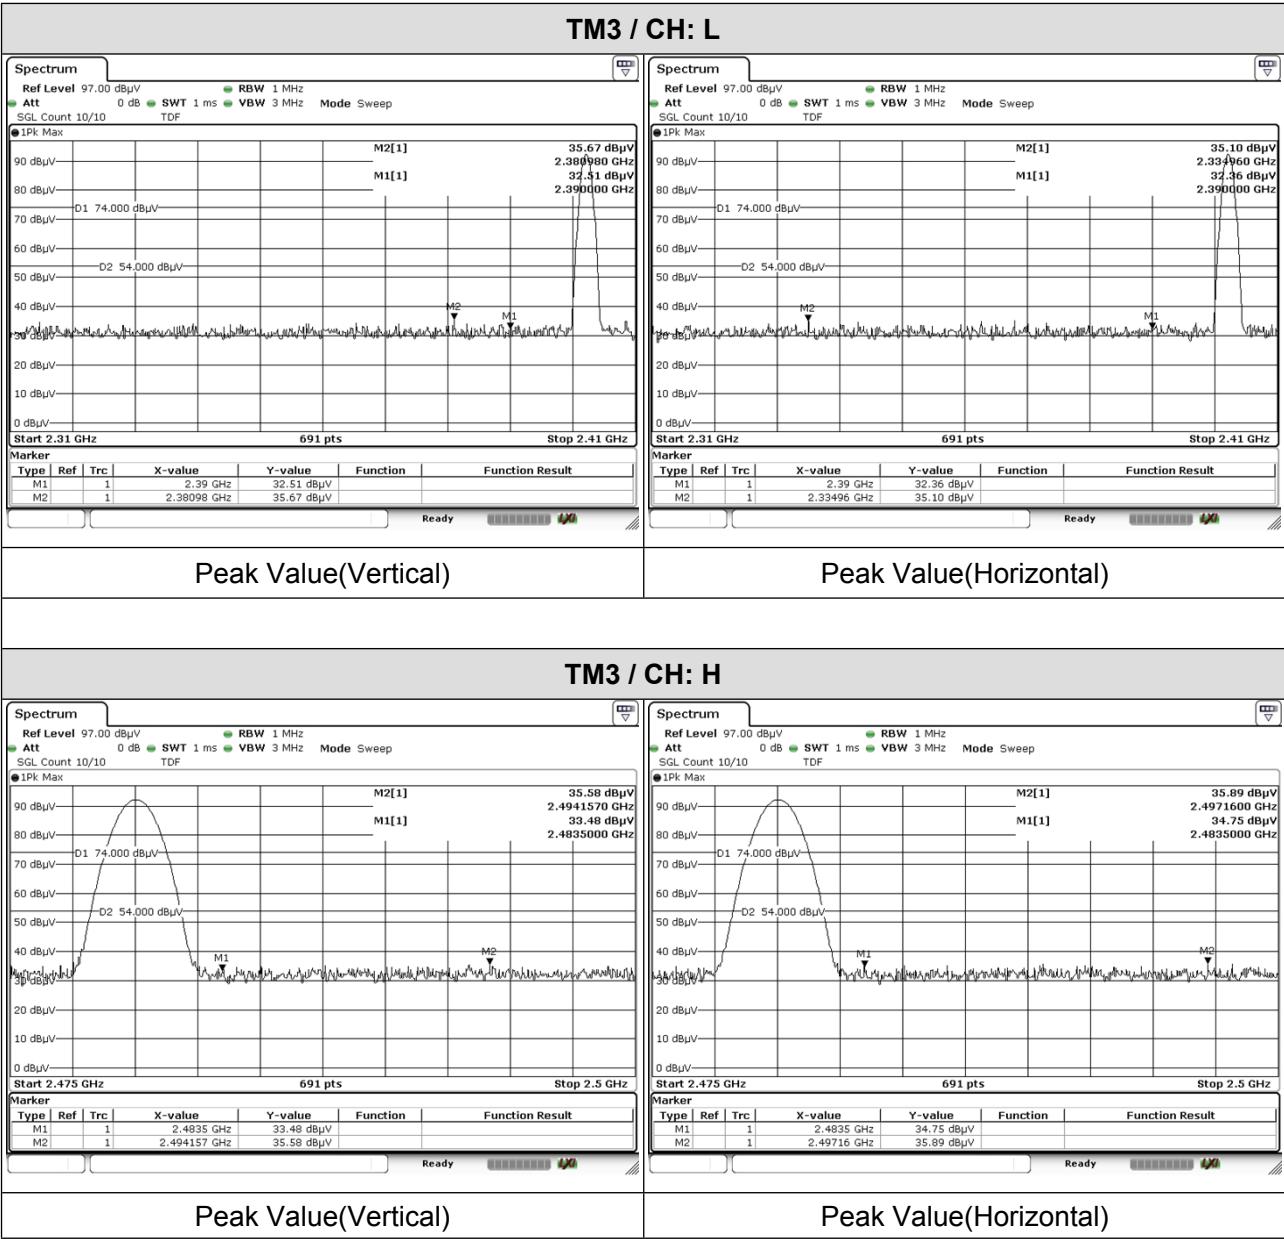 TM3 / CH: L
Spectrum
Ref Level 97.00 dBµV RBW 1 MHz
Att 0 dB SWT 1 ms VBW 3 MHz Mode Sweep
SGL Count 10/10 TDF
1Pk Max
M2[1] 35.67 dBµV
2.380980 GHz
M1[1] 32.51 dBµV
2.390000 GHz
90 dBµV
80 dBµV
D1 74.000 dBµV
70 dBµV
60 dBµV
D2 54.000 dBµV
50 dBµV
40 dBµV
M2
M1
30 dBµV
20 dBµV
10 dBµV
0 dBµV
Start 2.31 GHz 691 pts Stop 2.41 GHz
Marker
Type Ref Trc X-value Y-value Function Function Result
M1 1 2.39 GHz 32.51 dBµV
M2 1 2.38098 GHz 35.67 dBµV
Ready LXI
Peak Value(Vertical)
Spectrum
Ref Level 97.00 dBµV RBW 1 MHz
Att 0 dB SWT 1 ms VBW 3 MHz Mode Sweep
SGL Count 10/10 TDF
1Pk Max
M2[1] 35.10 dBµV
2.334960 GHz
M1[1] 32.36 dBµV
2.390000 GHz
90 dBµV
80 dBµV
D1 74.000 dBµV
70 dBµV
60 dBµV
D2 54.000 dBµV
50 dBµV
40 dBµV
M2
M1
30 dBµV
20 dBµV
10 dBµV
0 dBµV
Start 2.31 GHz 691 pts Stop 2.41 GHz
Marker
Type Ref Trc X-value Y-value Function Function Result
M1 1 2.39 GHz 32.36 dBµV
M2 1 2.33496 GHz 35.10 dBµV
Ready LXI
Peak Value(Horizontal)
TM3 / CH: H
Spectrum
Ref Level 97.00 dBµV RBW 1 MHz
Att 0 dB SWT 1 ms VBW 3 MHz Mode Sweep
SGL Count 10/10 TDF
1Pk Max
M2[1] 35.58 dBµV
2.4941570 GHz
M1[1] 33.48 dBµV
2.4835000 GHz
90 dBµV
80 dBµV
D1 74.000 dBµV
70 dBµV
60 dBµV
D2 54.000 dBµV
50 dBµV
40 dBµV
M1
M2
30 dBµV
20 dBµV
10 dBµV
0 dBµV
Start 2.475 GHz 691 pts Stop 2.5 GHz
Marker
Type Ref Trc X-value Y-value Function Function Result
M1 1 2.4835 GHz 33.48 dBµV
M2 1 2.494157 GHz 35.58 dBµV
Ready LXI
Peak Value(Vertical)
Spectrum
Ref Level 97.00 dBµV RBW 1 MHz
Att 0 dB SWT 1 ms VBW 3 MHz Mode Sweep
SGL Count 10/10 TDF
1Pk Max
M2[1] 35.89 dBµV
2.4971600 GHz
M1[1] 34.75 dBµV
2.4835000 GHz
90 dBµV
80 dBµV
D1 74.000 dBµV
70 dBµV
60 dBµV
D2 54.000 dBµV
50 dBµV
40 dBµV
M1
M2
30 dBµV
20 dBµV
10 dBµV
0 dBµV
Start 2.475 GHz 691 pts Stop 2.5 GHz
Marker
Type Ref Trc X-value Y-value Function Function Result
M1 1 2.4835 GHz 34.75 dBµV
M2 1 2.49716 GHz 35.89 dBµV
Ready LXI
Peak Value(Horizontal)